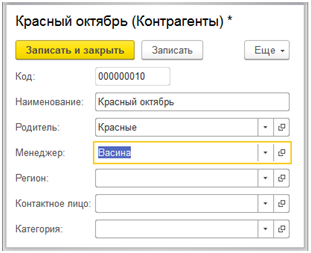 Красный октябрь (Контрагенты) *
Записать и закрыть Записать Еще
Код: 000000010
Наименование: Красный октябрь
Родитель: Красные
Менеджер: Васина
Регион:
Контактное лицо:
Категория: